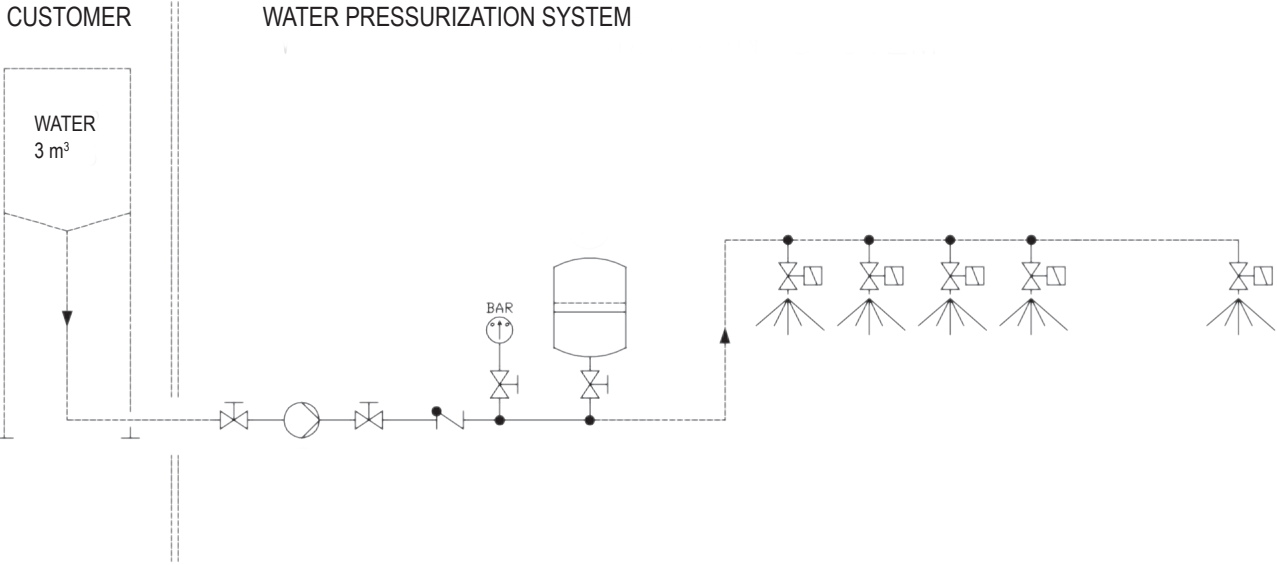 CUSTOMER
WATER PRESSURIZATION SYSTEM
WATER
3 m³
BAR